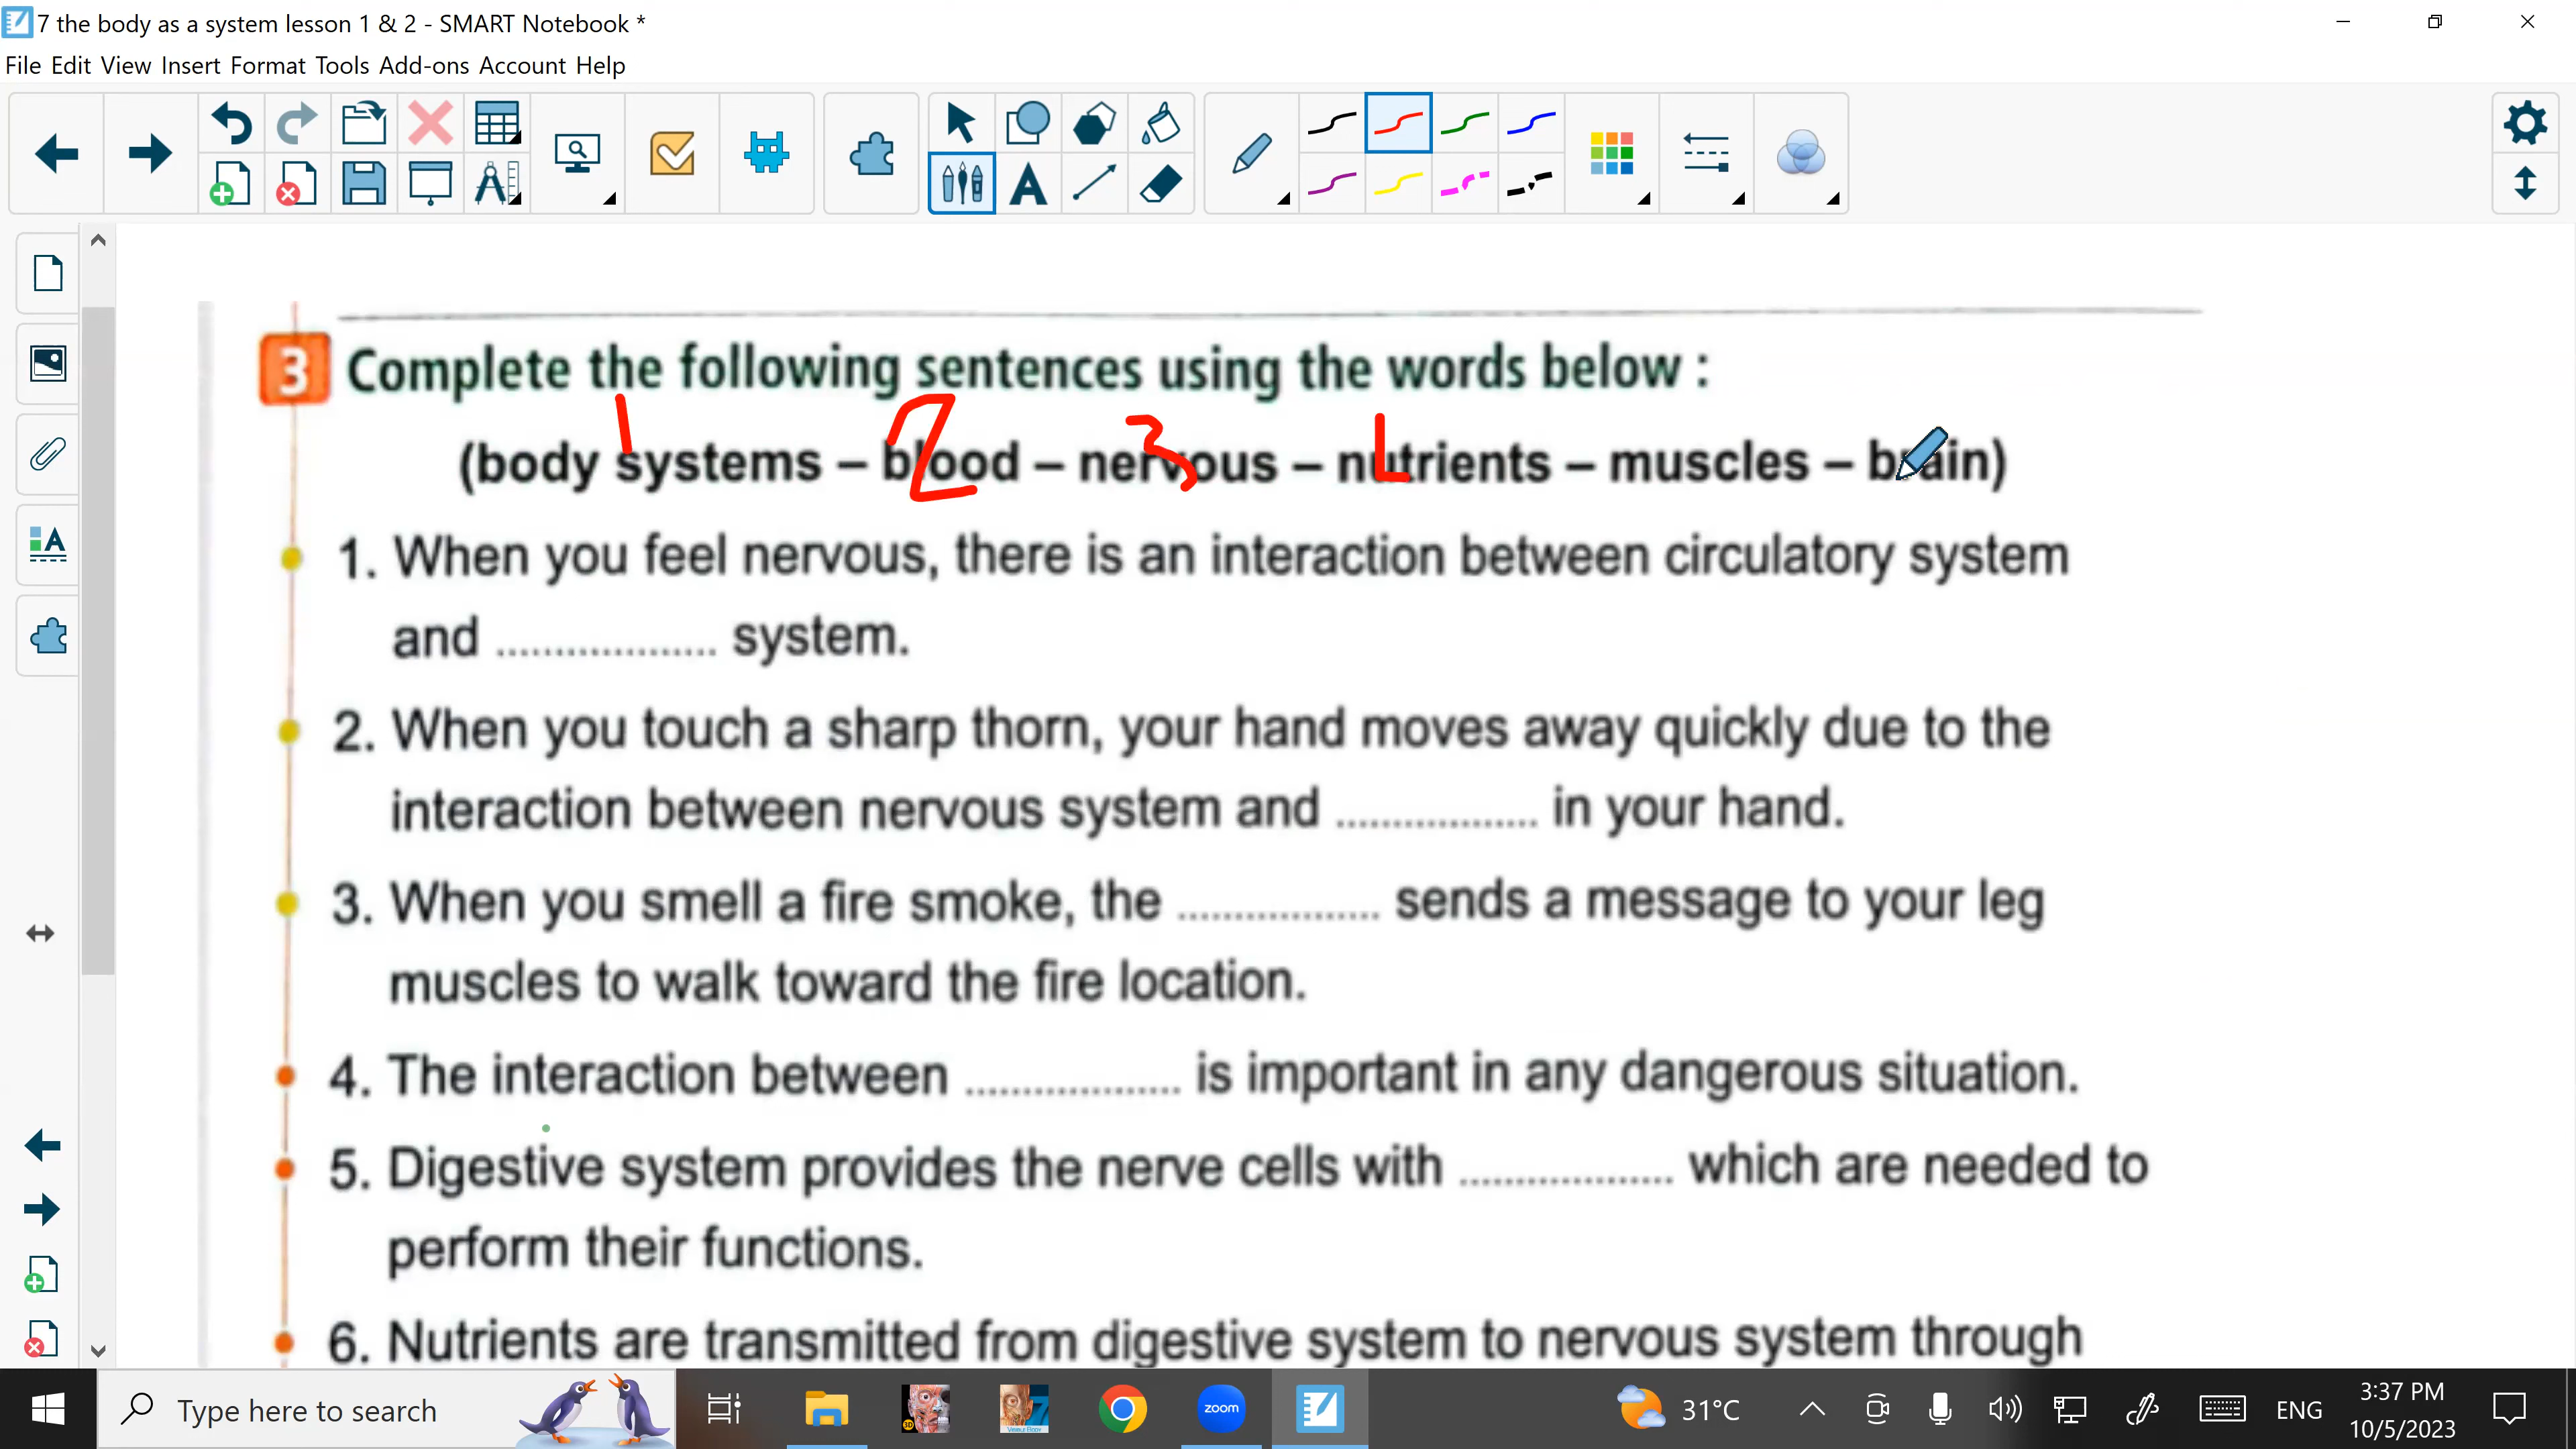 7 the body as a system lesson 1 & 2 - SMART Notebook *
File Edit View Insert Format Tools Add-ons Account Help
3 Complete the following sentences using the words below :
1 2 3 L
(body systems – blood – nervous – nutrients – muscles – brain)
1. When you feel nervous, there is an interaction between circulatory system
and .................... system.
2. When you touch a sharp thorn, your hand moves away quickly due to the
interaction between nervous system and .................. in your hand.
3. When you smell a fire smoke, the .................. sends a message to your leg
muscles to walk toward the fire location.
4. The interaction between ................... is important in any dangerous situation.
5. Digestive system provides the nerve cells with ................... which are needed to
perform their functions.
6. Nutrients are transmitted from digestive system to nervous system through
Type here to search
zoom
31°C
ENG
3:37 PM
10/5/2023